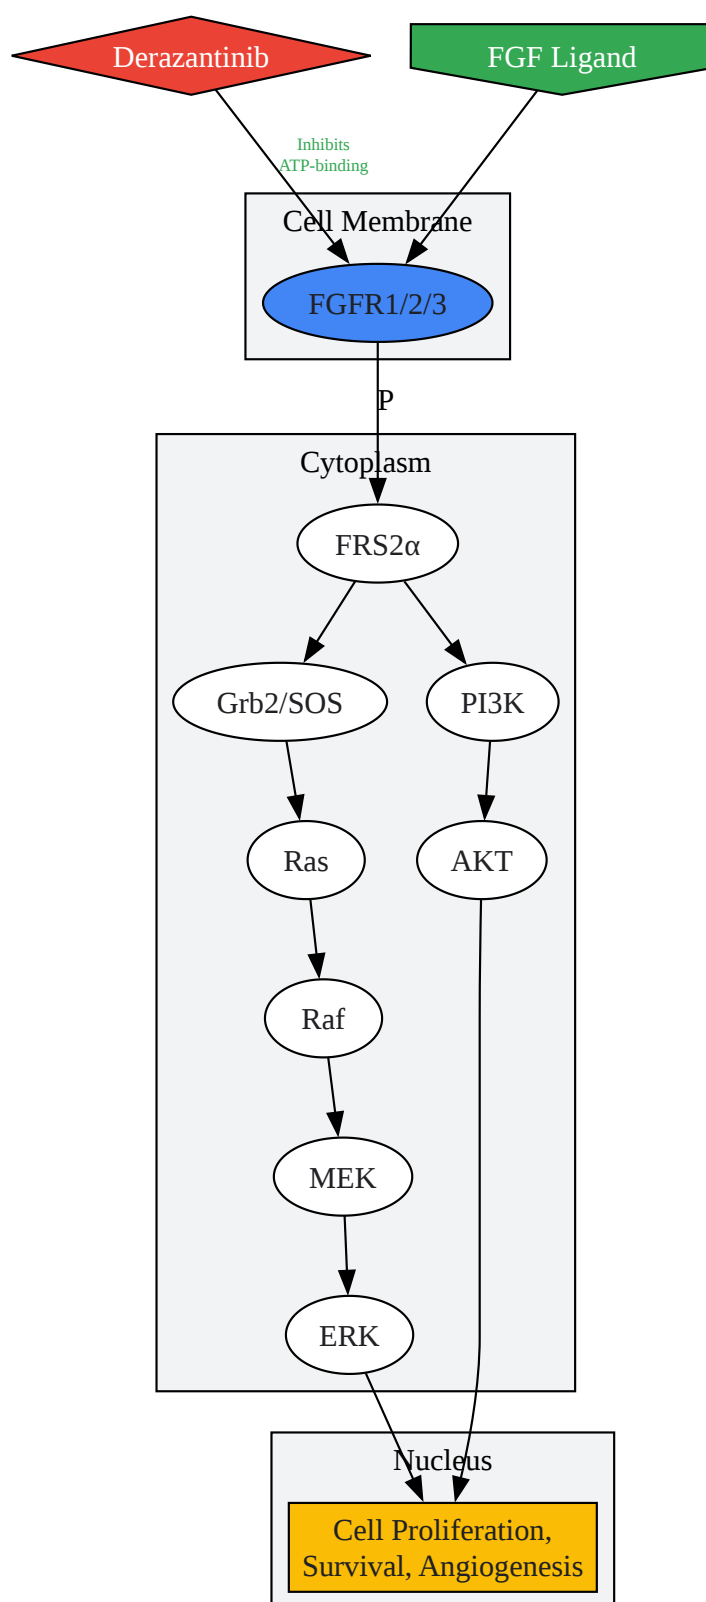 Derazantinib
FGF Ligand
Inhibits
ATP-binding
Cell Membrane
FGFR1/2/3
P
Cytoplasm
FRS2α
Grb2/SOS
PI3K
Ras
AKT
Raf
MEK
ERK
Nucleus
Cell Proliferation,
Survival, Angiogenesis